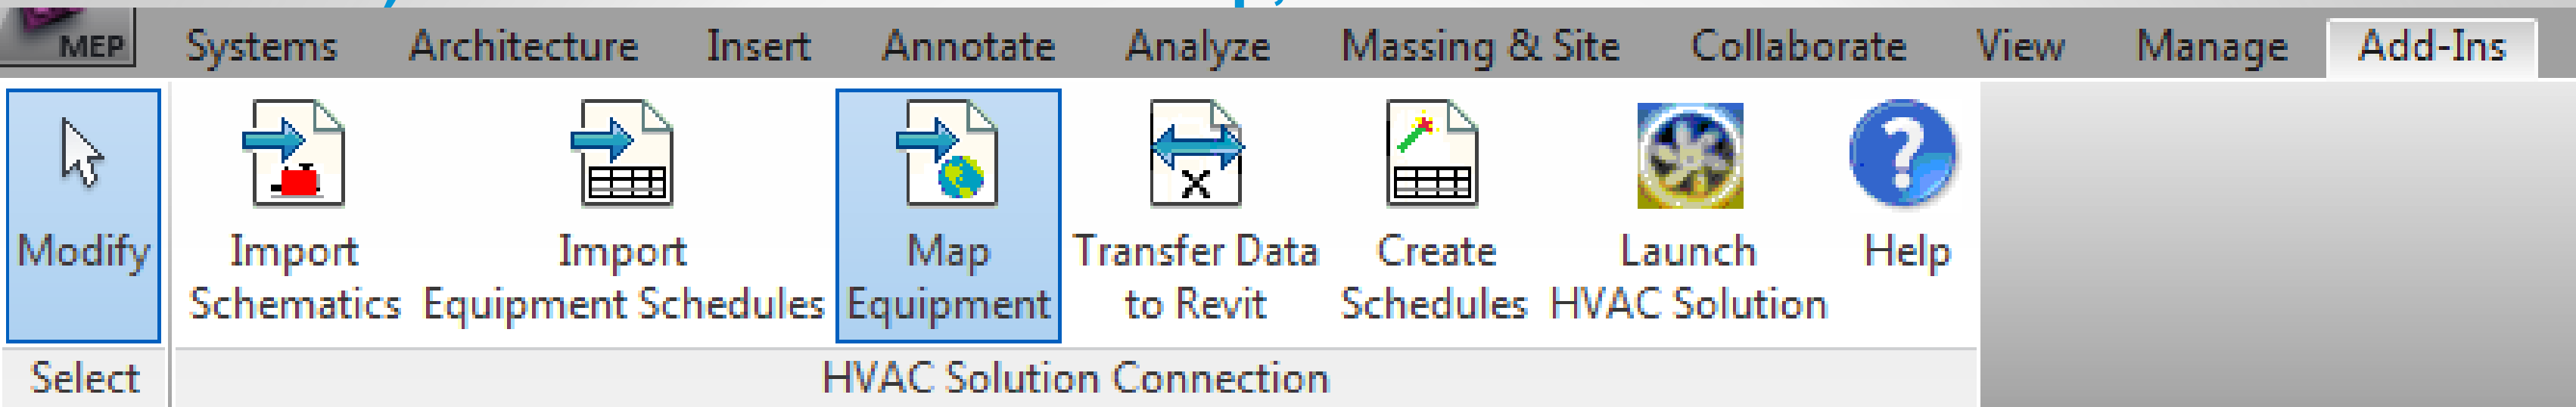 MEP Systems Architecture Insert Annotate Analyze Massing & Site Collaborate View Manage Add-Ins
Modify
Import
Schematics
Import
Equipment Schedules
Map
Equipment
Transfer Data
to Revit
Create
Schedules
Launch
HVAC Solution
Help
Select
HVAC Solution Connection